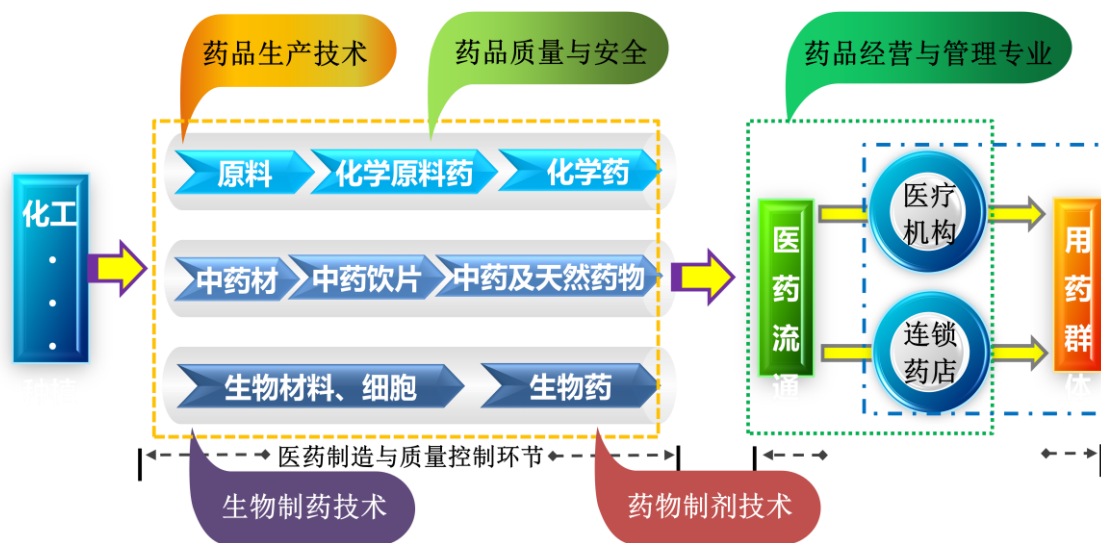 药品生产技术
药品质量与安全
药品经营与管理专业
原料
化学原料药
化学药
化工
·
·
·
种植
中药材
中药饮片
中药及天然药物
生物材料、细胞
生物药
医药流通
医疗
机构
连锁
药店
用药群体
医药制造与质量控制环节
生物制药技术
药物制剂技术